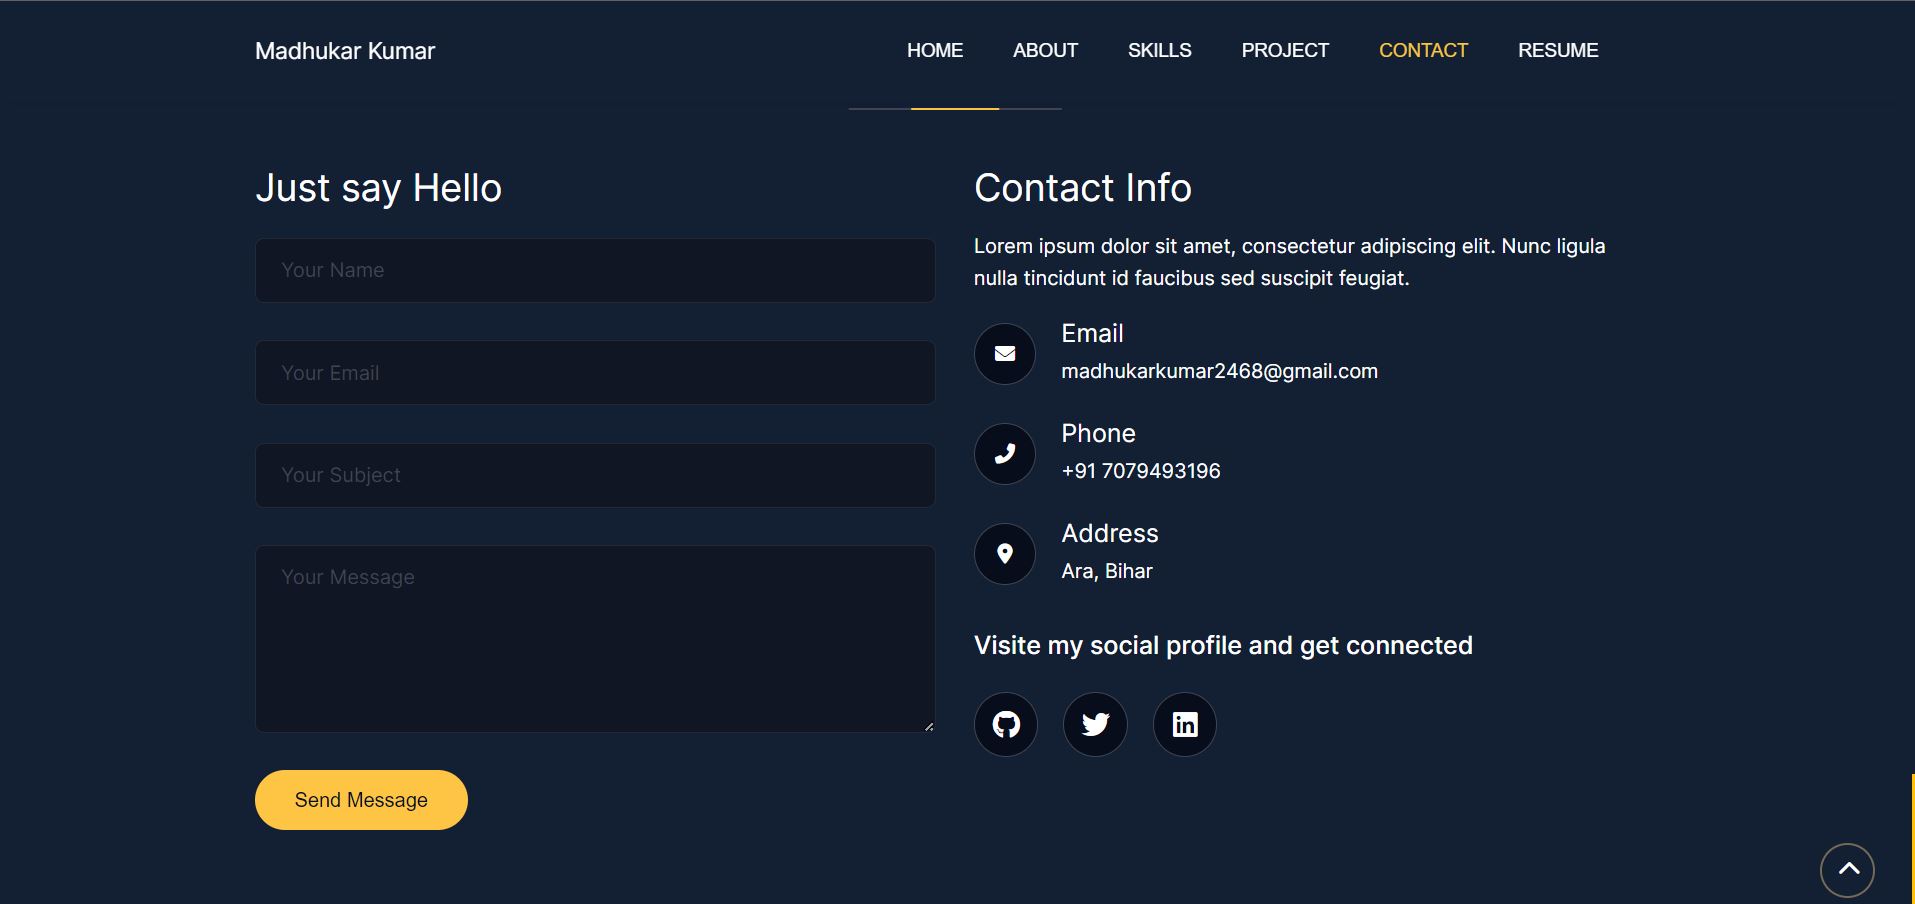 Madhukar Kumar
HOME ABOUT SKILLS PROJECT CONTACT RESUME
Just say Hello
Your Name
Your Email
Your Subject
Your Message
Send Message
Contact Info
Lorem ipsum dolor sit amet, consectetur adipiscing elit. Nunc ligula
nulla tincidunt id faucibus sed suscipit feugiat.
Email
madhukarkumar2468@gmail.com
Phone
+91 7079493196
Address
Ara, Bihar
Visite my social profile and get connected
in